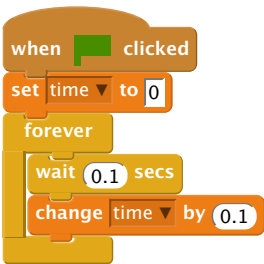 when clicked
set time ▼ to 0
forever
wait 0.1 secs
change time ▼ by 0.1